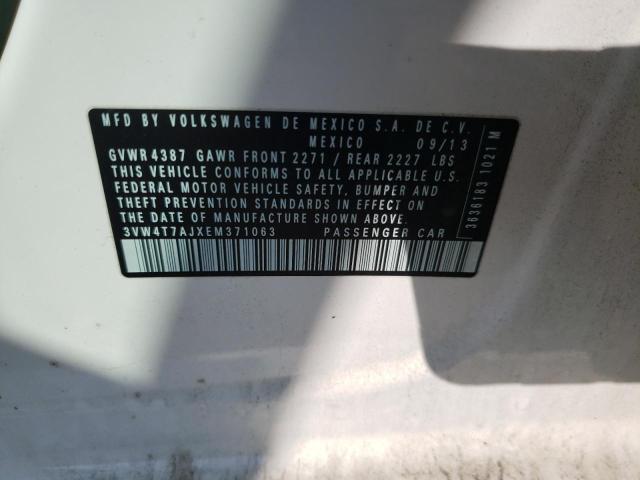 MFD BY VOLKSWAGEN DE MEXICO S.A. DE C.V.
MEXICO 09/13
GVWR 4387 GAWR FRONT 2271 / REAR 2227 LBS
THIS VEHICLE CONFORMS TO ALL APPLICABLE U.S.
FEDERAL MOTOR VEHICLE SAFETY, BUMPER AND
THEFT PREVENTION STANDARDS IN EFFECT ON
THE DATE OF MANUFACTURE SHOWN ABOVE.
3VW4T7AJXEM371063 PASSENGER CAR
3636183 1021 M